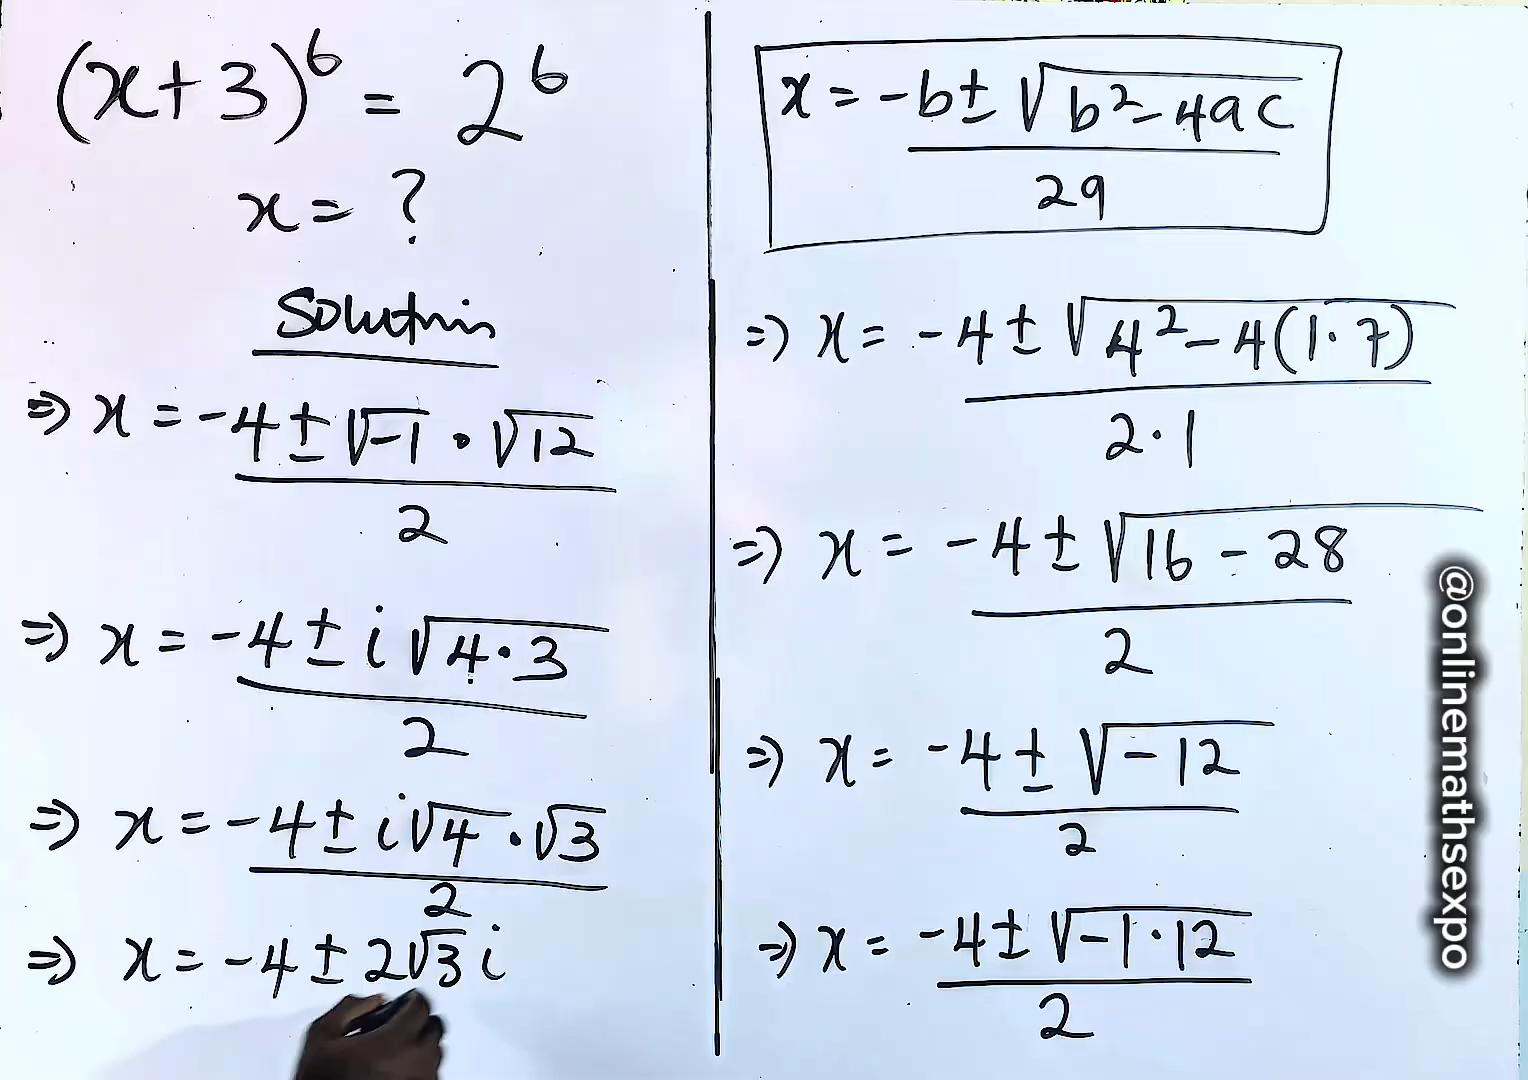 (x+3)⁶ = 2⁶
x = ?
Solution
⇒ x = -4 ± √-1 · √12 / 2
⇒ x = -4 ± i √4·3 / 2
⇒ x = -4 ± i√4 · √3 / 2
⇒ x = -4 ± 2√3 i
x = -b ± √b² - 4ac / 2a
⇒ x = -4 ± √4² - 4(1·7) / 2·1
⇒ x = -4 ± √16 - 28 / 2
⇒ x = -4 ± √-12 / 2
⇒ x = -4 ± √-1·12 / 2
@onlinemathsexpo